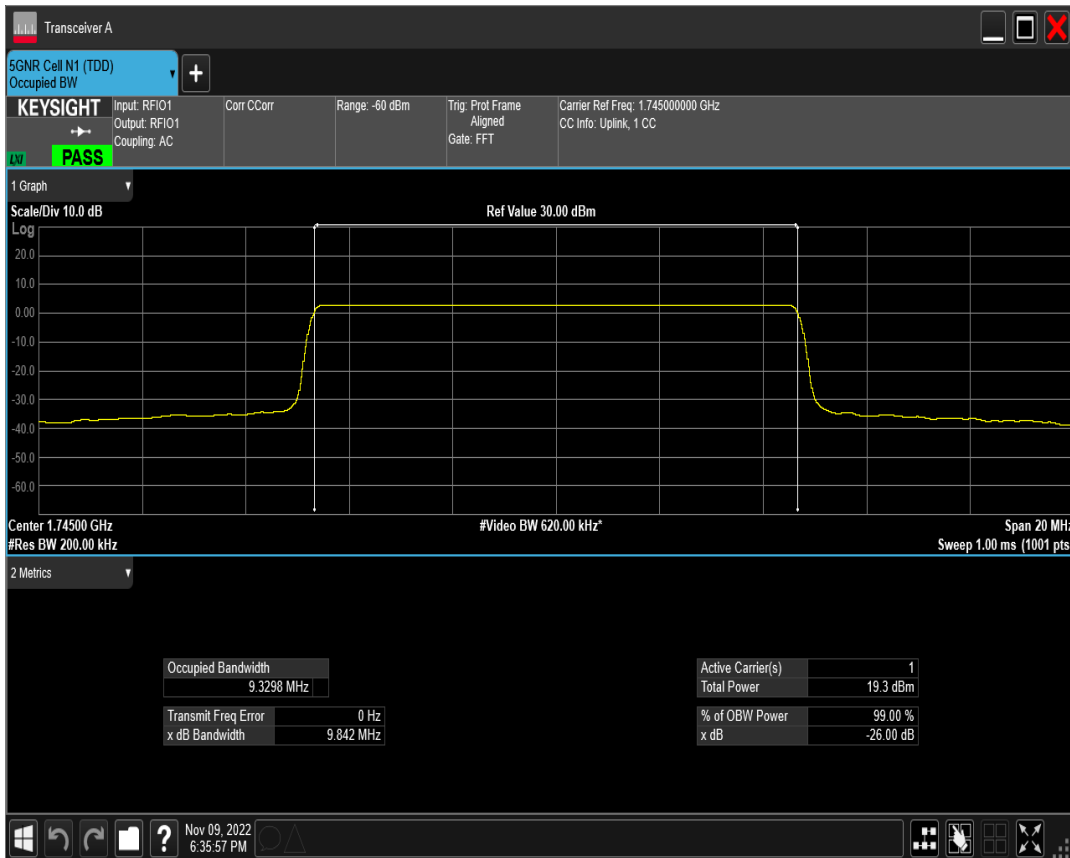 Transceiver A
5GNR Cell N1 (TDD)
Occupied BW
+
KEYSIGHT
LXI
PASS
Input: RFIO1
Output: RFIO1
Coupling: AC
Corr CCorr
Range: -60 dBm
Trig: Prot Frame
Aligned
Gate: FFT
Carrier Ref Freq: 1.745000000 GHz
CC Info: Uplink, 1 CC
1 Graph
Scale/Div 10.0 dB
Ref Value 30.00 dBm
Log
20.0
10.0
0.00
-10.0
-20.0
-30.0
-40.0
-50.0
-60.0
Center 1.74500 GHz
#Video BW 620.00 kHz*
Span 20 MHz
#Res BW 200.00 kHz
Sweep 1.00 ms (1001 pts
2 Metrics
Occupied Bandwidth
9.3298 MHz
Transmit Freq Error 0 Hz
x dB Bandwidth 9.842 MHz
Active Carrier(s) 1
Total Power 19.3 dBm
% of OBW Power 99.00 %
x dB -26.00 dB
?
Nov 09, 2022
6:35:57 PM